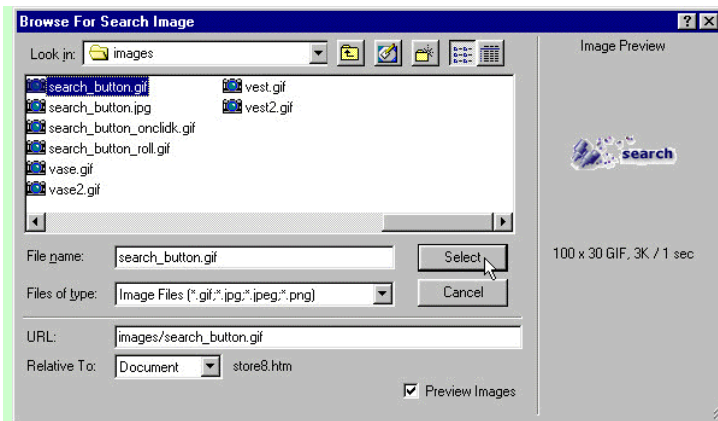 Browse For Search Image
Look in: images
Image Preview
search_button.gif
search_button.jpg
search_button_onclidk.gif
search_button_roll.gif
vase.gif
vase2.gif
vest.gif
vest2.gif
search
File name: search_button.gif Select
100 x 30 GIF, 3K / 1 sec
Files of type: Image Files (*.gif;*.jpg;*.jpeg;*.png) Cancel
URL: images/search_button.gif
Relative To: Document store8.htm
Preview Images